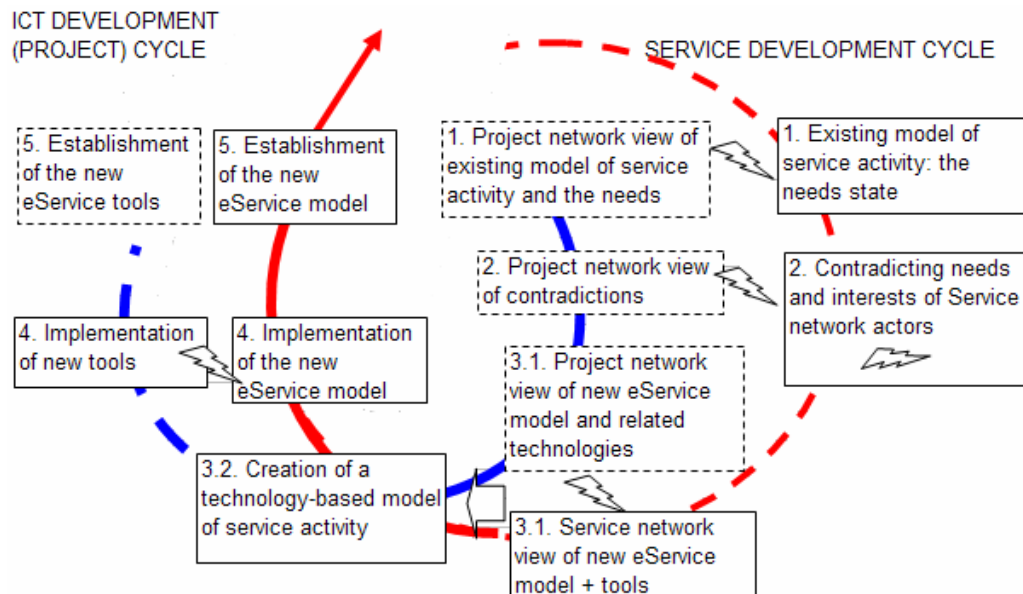 ICT DEVELOPMENT
(PROJECT) CYCLE
SERVICE DEVELOPMENT CYCLE
5. Establishment
of the new
eService tools
5. Establishment
of the new
eService model
1. Project network view of
existing model of service
activity and the needs
1. Existing model of
service activity: the
needs state
2. Project network view
of contradictions
2. Contradicting needs
and interests of Service
network actors
4. Implementation
of new tools
4. Implementation
of the new
eService model
3.1. Project network
view of new eService
model and related
technologies
3.2. Creation of a
technology-based model
of service activity
3.1. Service network
view of new eService
model + tools